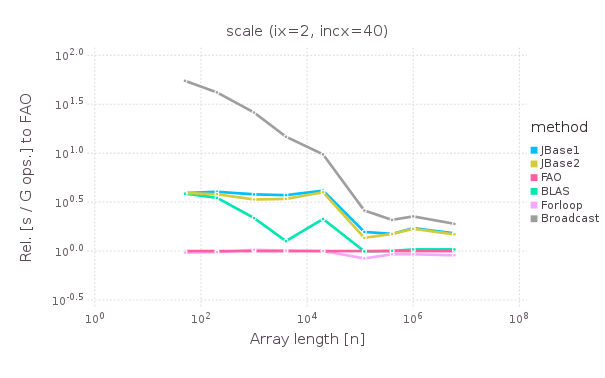 scale (ix=2, incx=40)
Rel. [s / G ops.] to FAO
10^2.0
10^1.5
10^1.0
10^0.5
10^0.0
10^-0.5
10^0
10^2
10^4
10^6
10^8
Array length [n]
method
JBase1
JBase2
FAO
BLAS
Forloop
Broadcast